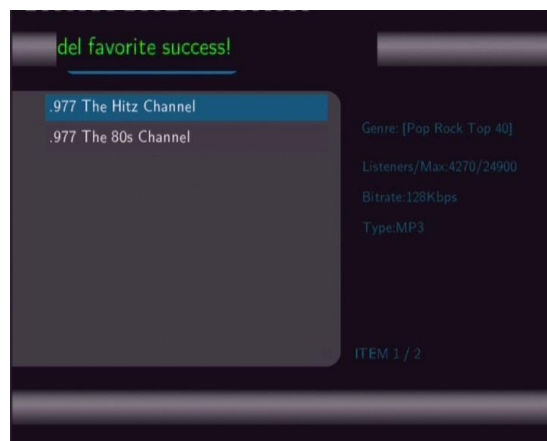 del favorite success!
.977 The Hitz Channel
.977 The 80s Channel
Genre: [Pop Rock Top 40]
Listeners/Max:4270/24900
Bitrate:128Kbps
Type:MP3
ITEM 1 / 2